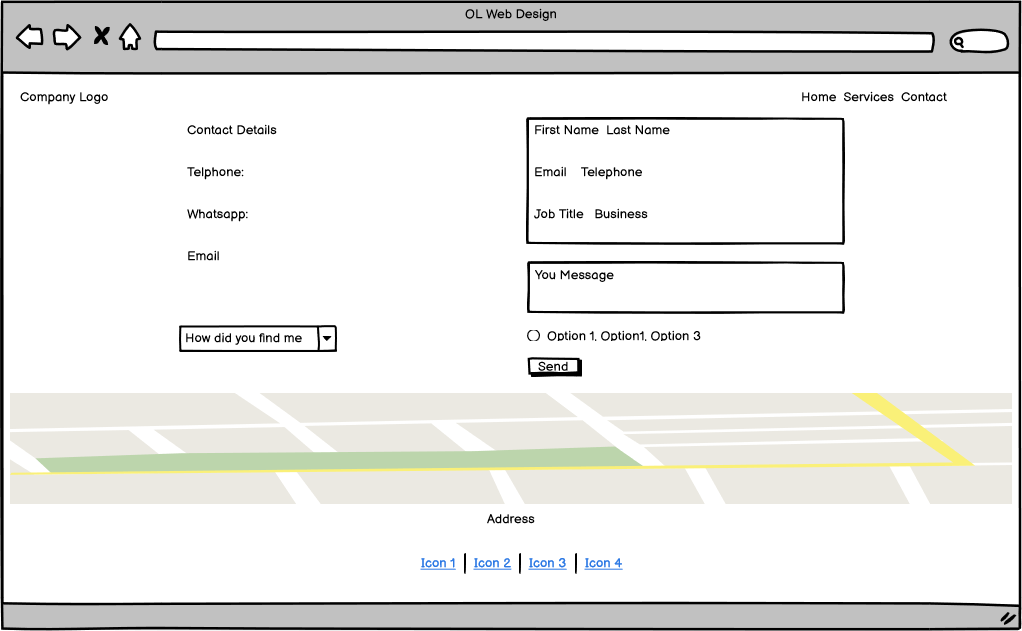 OL Web Design
Company Logo
Home Services Contact
Contact Details
Telphone:
Whatsapp:
Email
How did you find me
First Name Last Name
Email Telephone
Job Title Business
You Message
Option 1, Option1, Option 3
Send
Address
Icon 1 | Icon 2 | Icon 3 | Icon 4